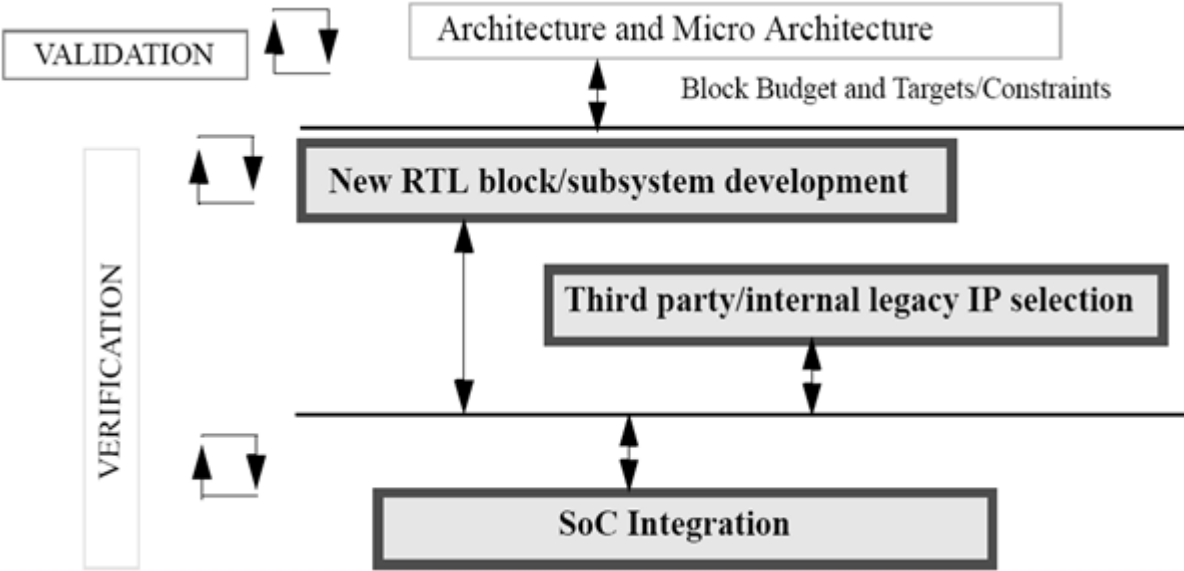 Architecture and Micro Architecture
VALIDATION
Block Budget and Targets/Constraints
New RTL block/subsystem development
Third party/internal legacy IP selection
VERIFICATION
SoC Integration